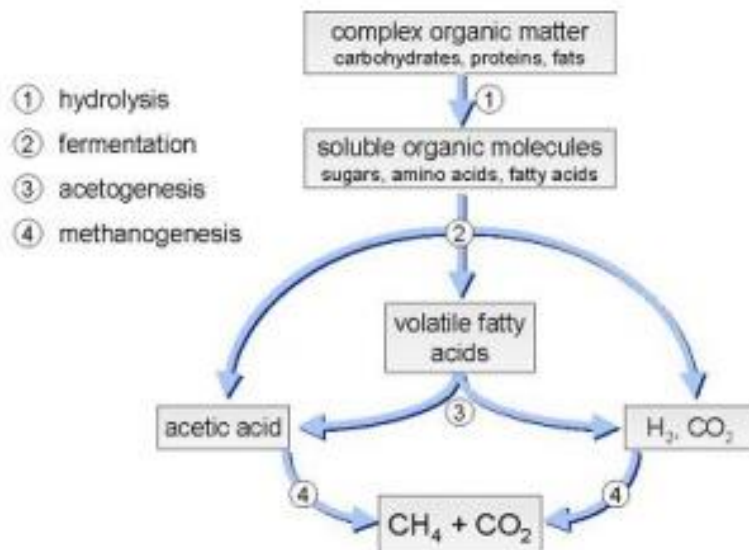 complex organic matter
carbohydrates, proteins, fats
① hydrolysis
② fermentation
③ acetogenesis
④ methanogenesis
①
soluble organic molecules
sugars, amino acids, fatty acids
②
volatile fatty
acids
③
acetic acid
H₂, CO₂
④
④
CH₄ + CO₂